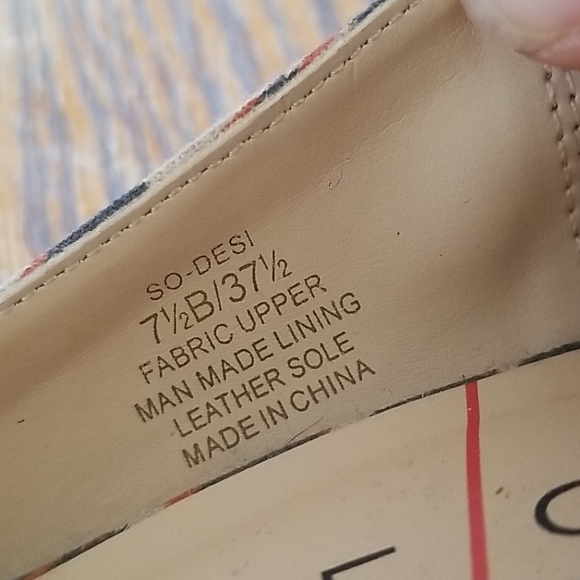 SO-DESI
7½B/37½
FABRIC UPPER
MAN MADE LINING
LEATHER SOLE
MADE IN CHINA